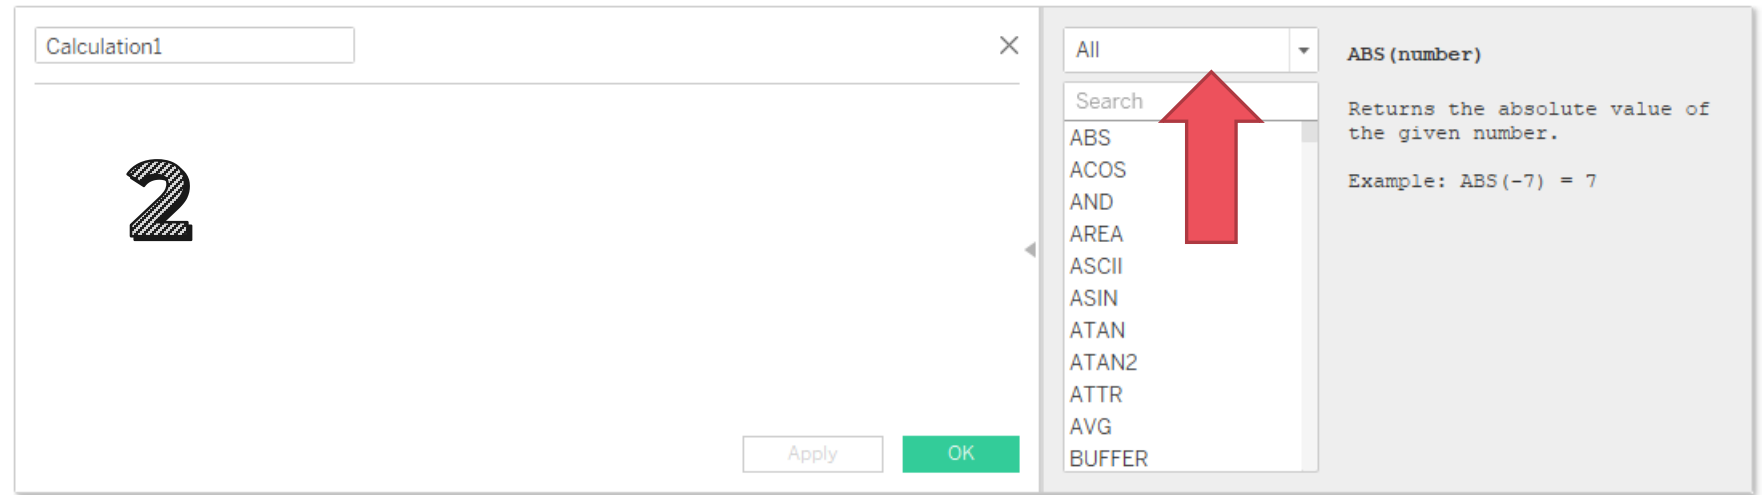 Calculation1
2
Apply
OK
All
Search
ABS
ACOS
AND
AREA
ASCII
ASIN
ATAN
ATAN2
ATTR
AVG
BUFFER
ABS(number)
Returns the absolute value of
the given number.
Example: ABS(-7) = 7